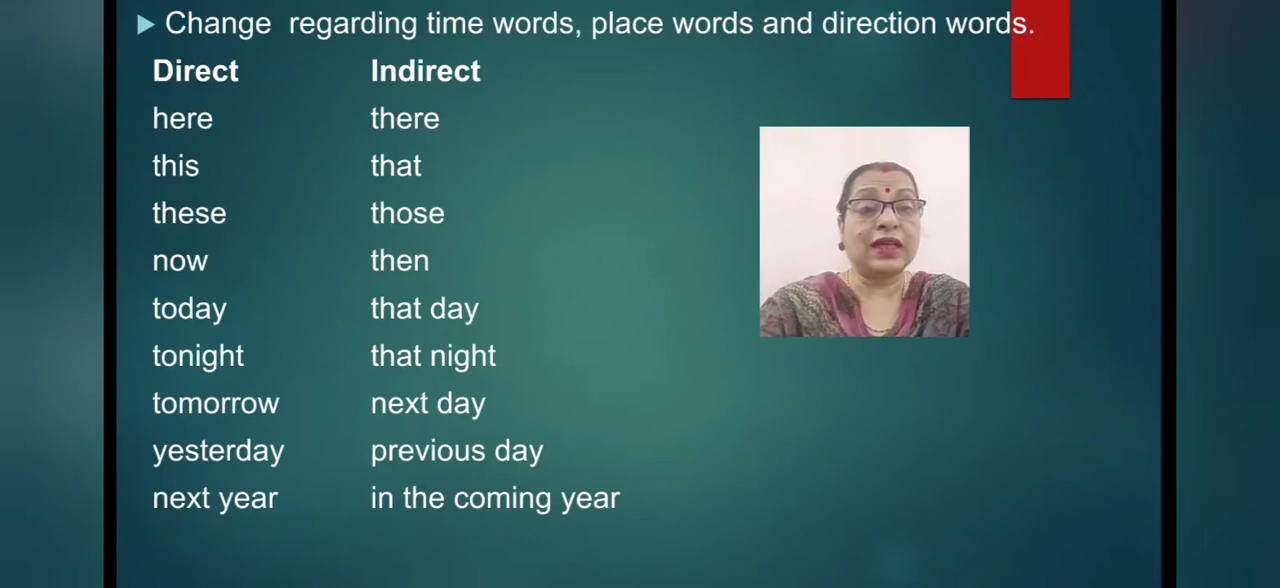 Change regarding time words, place words and direction words.
Direct Indirect
here there
this that
these those
now then
today that day
tonight that night
tomorrow next day
yesterday previous day
next year in the coming year